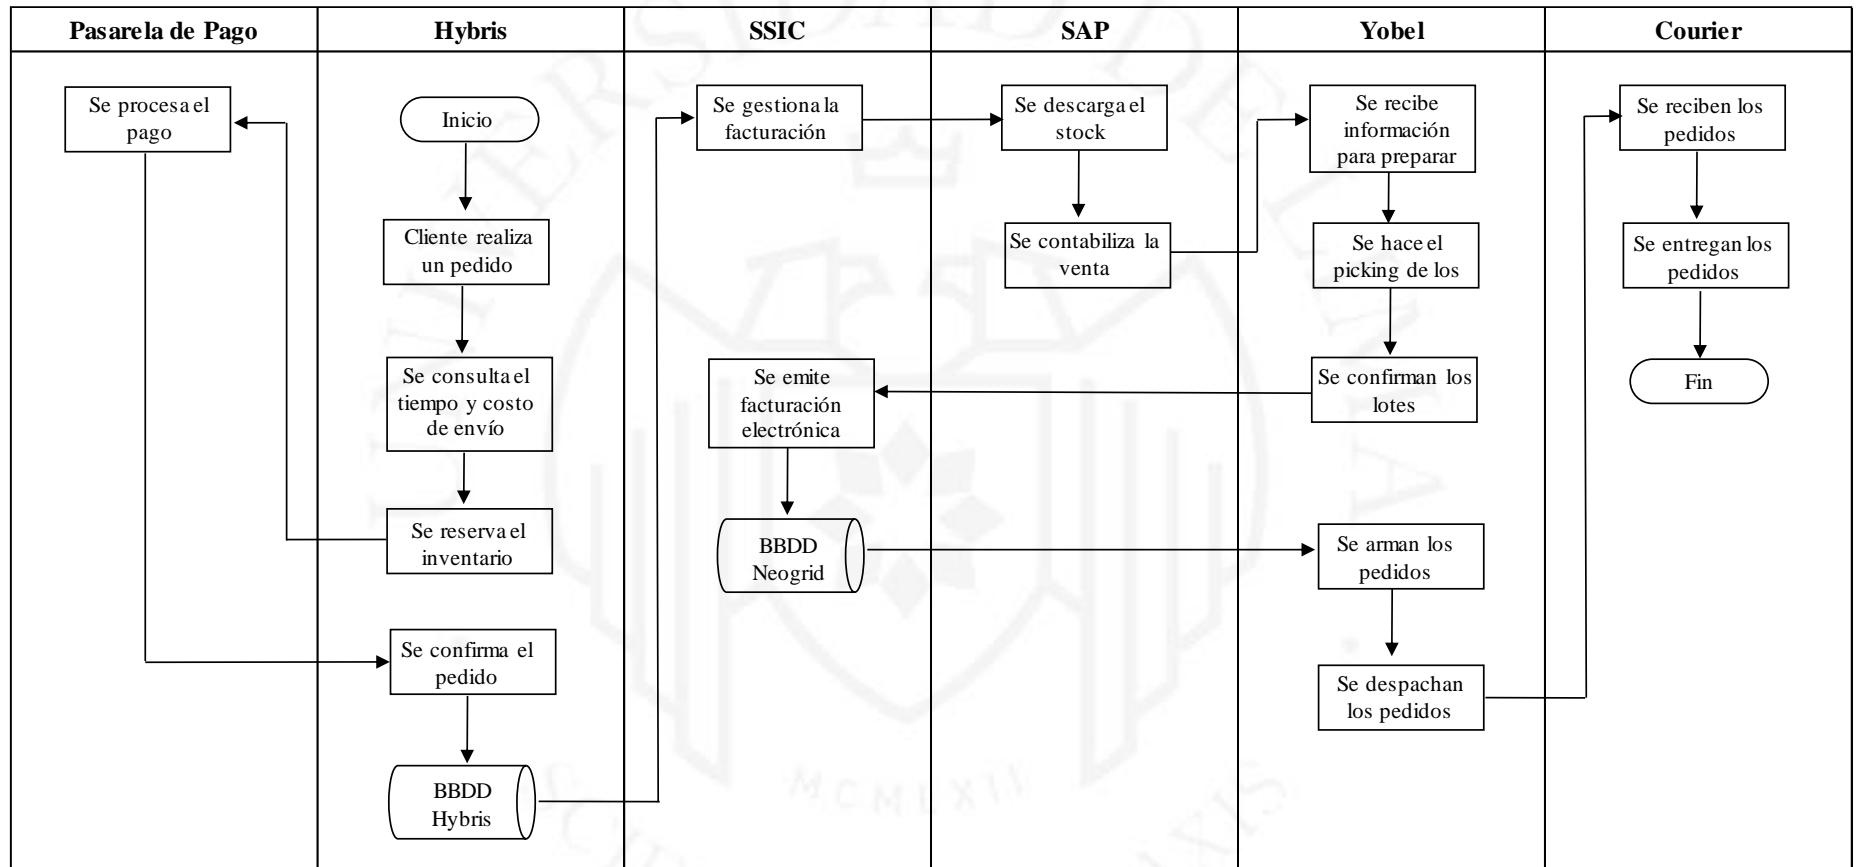 Pasarela de Pago
Hybris
SSIC
SAP
Yobel
Courier
Se procesa el
pago
Inicio
Cliente realiza
un pedido
Se consulta el
tiempo y costo
de envío
Se reserva el
inventario
Se confirma el
pedido
BBDD
Hybris
Se gestiona la
facturación
Se emite
facturación
electrónica
BBDD
Neogrid
Se descarga el
stock
Se contabiliza la
venta
Se recibe
información
para preparar
Se hace el
picking de los
Se confirman los
lotes
Se arman los
pedidos
Se despachan
los pedidos
Se reciben los
pedidos
Se entregan los
pedidos
Fin
MCMLXII